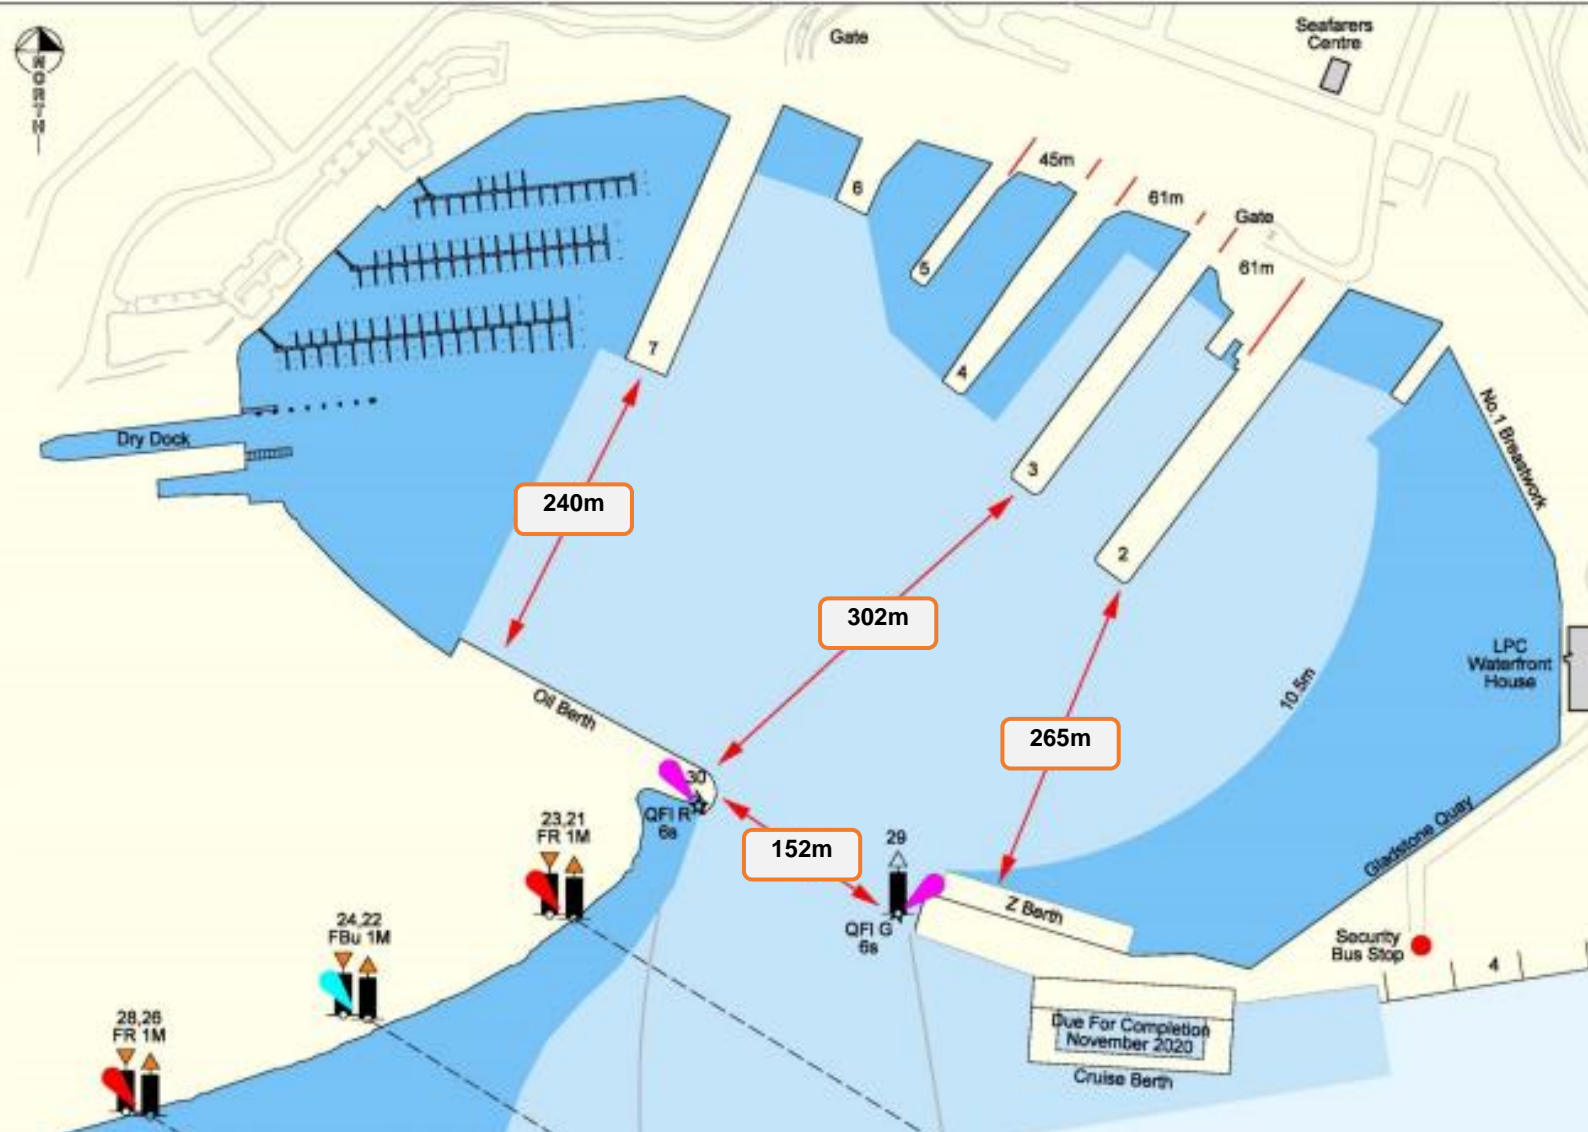 NORTH
Gate
Seafarers
Centre
45m
61m
Gate
61m
6
5
4
3
2
7
No.1 Breastwork
Dry Dock
240m
302m
265m
152m
10.5m
LPC
Waterfront
House
Oil Berth
30
QFl R
6s
23,21
FR 1M
29
QFl G
6s
Z Berth
Gladstone Quay
Security
Bus Stop
4
24,22
FBu 1M
28,26
FR 1M
Due For Completion
November 2020
Cruise Berth